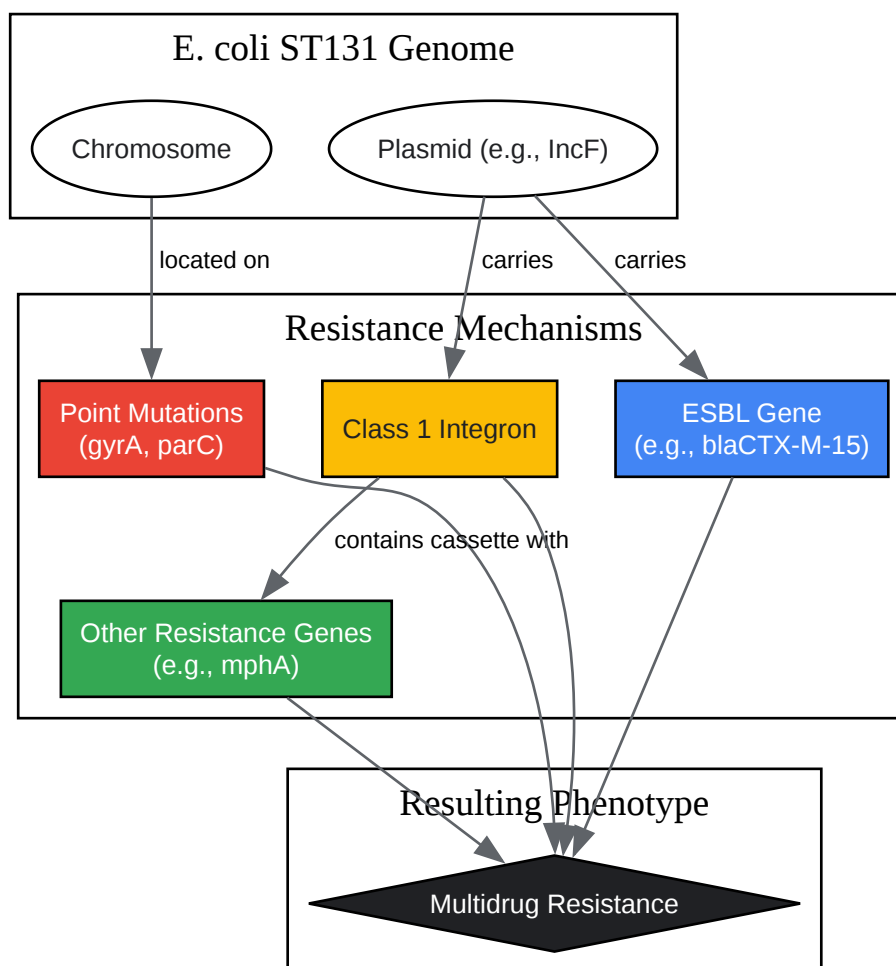 E. coli ST131 Genome
Chromosome
Plasmid (e.g., IncF)
located on
carries
carries
Resistance Mechanisms
Point Mutations
(gyrA, parC)
Class 1 Integron
ESBL Gene
(e.g., blaCTX-M-15)
contains cassette with
Other Resistance Genes
(e.g., mphA)
Resulting Phenotype
Multidrug Resistance